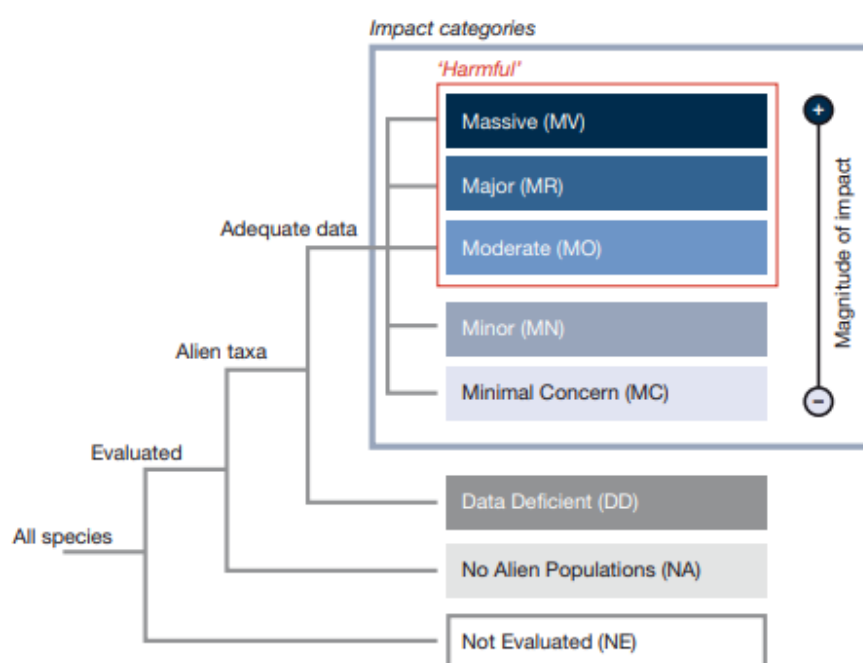 Impact categories
'Harmful'
Massive (MV)
+
Major (MR)
Adequate data
Moderate (MO)
Magnitude of impact
Minor (MN)
Alien taxa
Minimal Concern (MC)
−
Evaluated
Data Deficient (DD)
All species
No Alien Populations (NA)
Not Evaluated (NE)